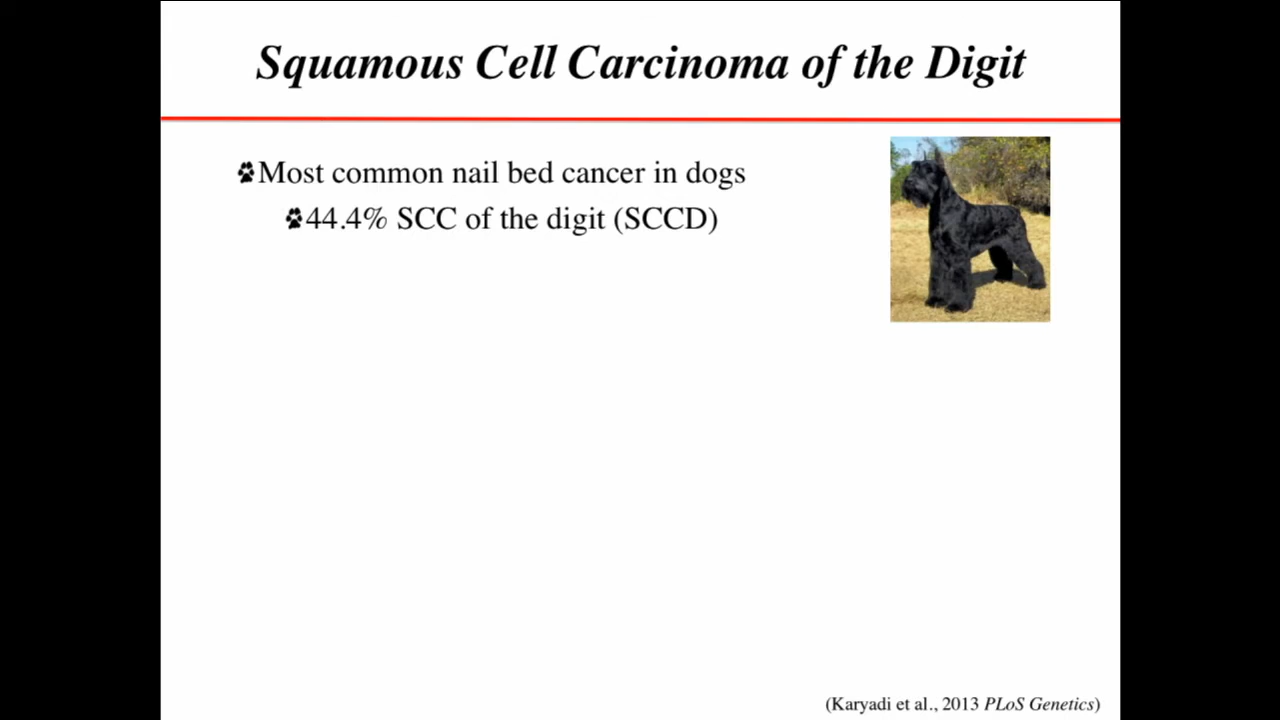 Squamous Cell Carcinoma of the Digit
Most common nail bed cancer in dogs
44.4% SCC of the digit (SCCD)
(Karyadi et al., 2013 PLoS Genetics)